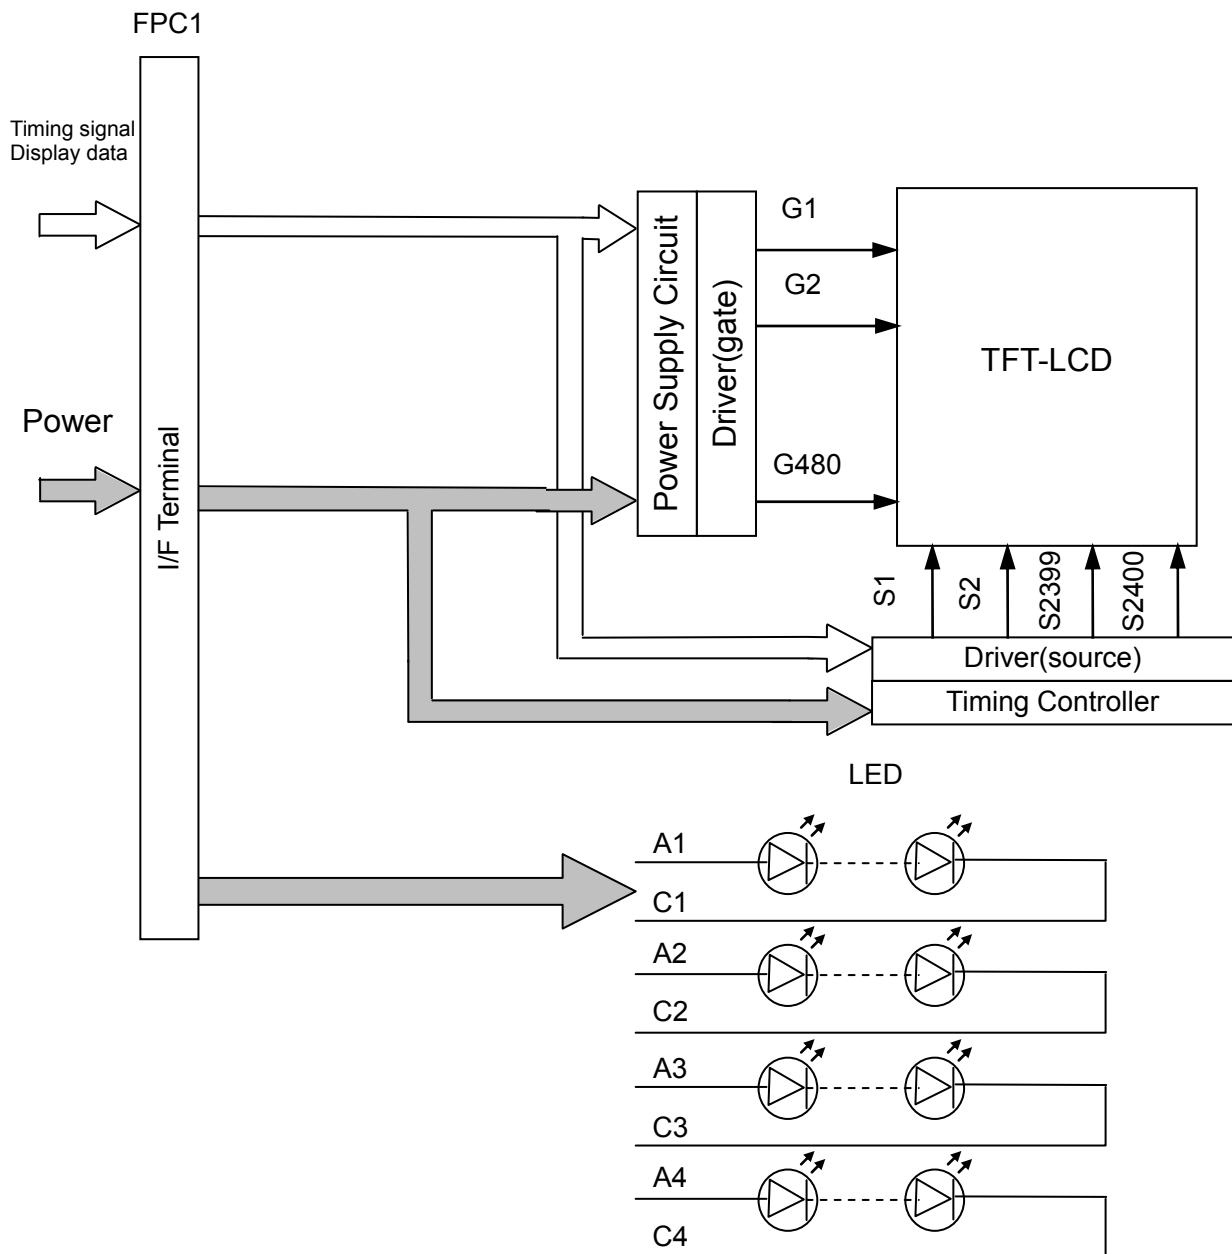 FPC1
Timing signal
Display data
Power
I/F Terminal
Power Supply Circuit
Driver(gate)
G1
G2
G480
TFT-LCD
S1
S2
S2399
S2400
Driver(source)
Timing Controller
LED
A1
C1
A2
C2
A3
C3
A4
C4